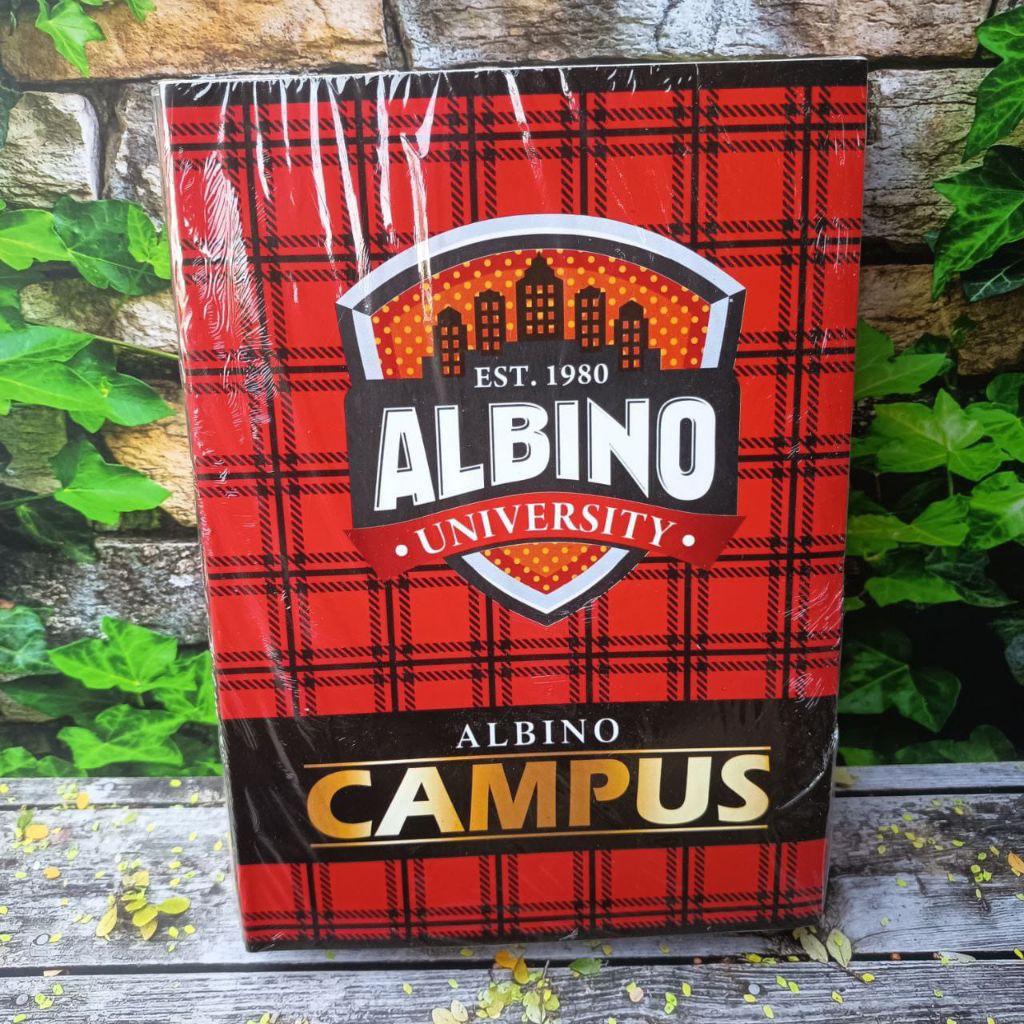 EST. 1980
ALBINO
• UNIVERSITY •
ALBINO
CAMPUS